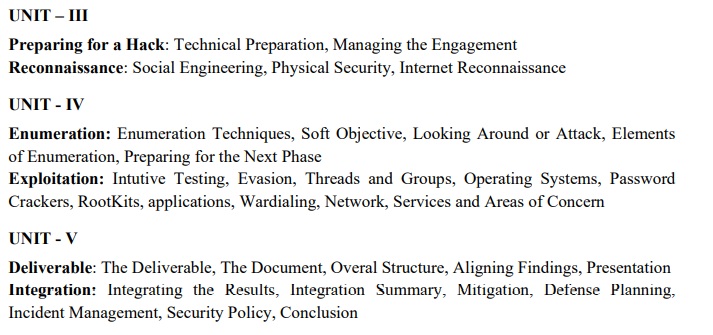 UNIT – III
Preparing for a Hack: Technical Preparation, Managing the Engagement
Reconnaissance: Social Engineering, Physical Security, Internet Reconnaissance
UNIT - IV
Enumeration: Enumeration Techniques, Soft Objective, Looking Around or Attack, Elements
of Enumeration, Preparing for the Next Phase
Exploitation: Intutive Testing, Evasion, Threads and Groups, Operating Systems, Password
Crackers, RootKits, applications, Wardialing, Network, Services and Areas of Concern
UNIT - V
Deliverable: The Deliverable, The Document, Overal Structure, Aligning Findings, Presentation
Integration: Integrating the Results, Integration Summary, Mitigation, Defense Planning,
Incident Management, Security Policy, Conclusion